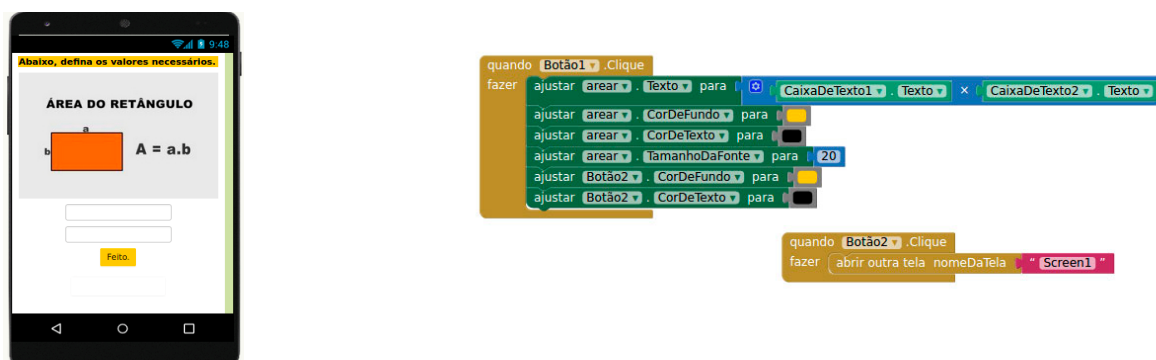 9:48
Abaixo, defina os valores necessários.
ÁREA DO RETÂNGULO
a
b
A = a.b
Feito.
quando Botão1 .Clique
fazer ajustar arear . Texto para CaixaDeTexto1 . Texto × CaixaDeTexto2 . Texto
ajustar arear . CorDeFundo para
ajustar arear . CorDeTexto para
ajustar arear . TamanhoDaFonte para 20
ajustar Botão2 . CorDeFundo para
ajustar Botão2 . CorDeTexto para
quando Botão2 .Clique
fazer abrir outra tela nomeDaTela " Screen1 "